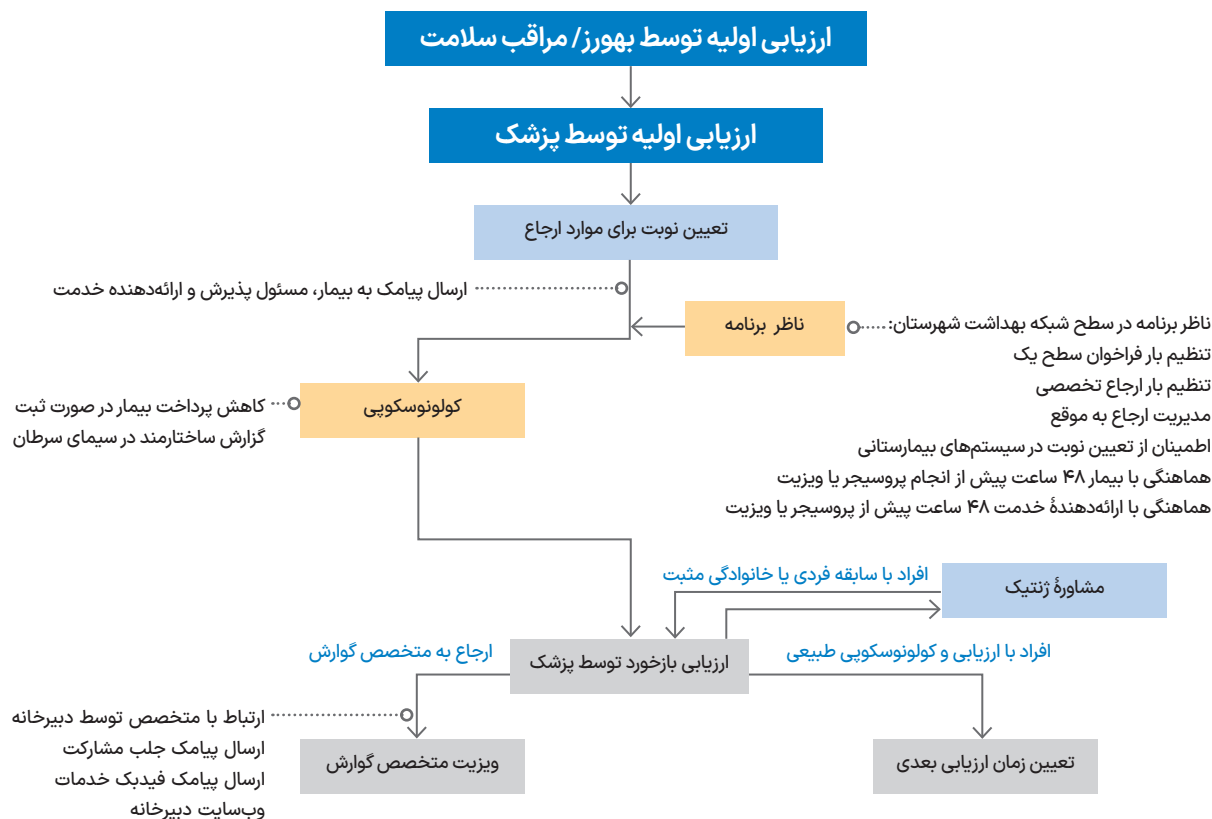 ارزیابی اولیه توسط بهورز/ مراقب سلامت
ارزیابی اولیه توسط پزشک
تعیین نوبت برای موارد ارجاع
ارسال پیامک به بیمار، مسئول پذیرش و ارائه‌دهنده خدمت
ناظر برنامه
ناظر برنامه در سطح شبکه بهداشت شهرستان:
تنظیم بار فراخوان سطح یک
تنظیم بار ارجاع تخصصی
مدیریت ارجاع به موقع
اطمینان از تعیین نوبت در سیستم‌های بیمارستانی
هماهنگی با بیمار ۴۸ ساعت پیش از انجام پروسیجر یا ویزیت
هماهنگی با ارائه‌دهندهٔ خدمت ۴۸ ساعت پیش از پروسیجر یا ویزیت
کولونوسکوپی
کاهش پرداخت بیمار در صورت ثبت
گزارش ساختارمند در سیمای سرطان
مشاورهٔ ژنتیک
افراد با سابقه فردی یا خانوادگی مثبت
افراد با ارزیابی و کولونوسکوپی طبیعی
ارزیابی بازخورد توسط پزشک
ارجاع به متخصص گوارش
تعیین زمان ارزیابی بعدی
ویزیت متخصص گوارش
ارتباط با متخصص توسط دبیرخانه
ارسال پیامک جلب مشارکت
ارسال پیامک فیدبک خدمات
وب‌سایت دبیرخانه